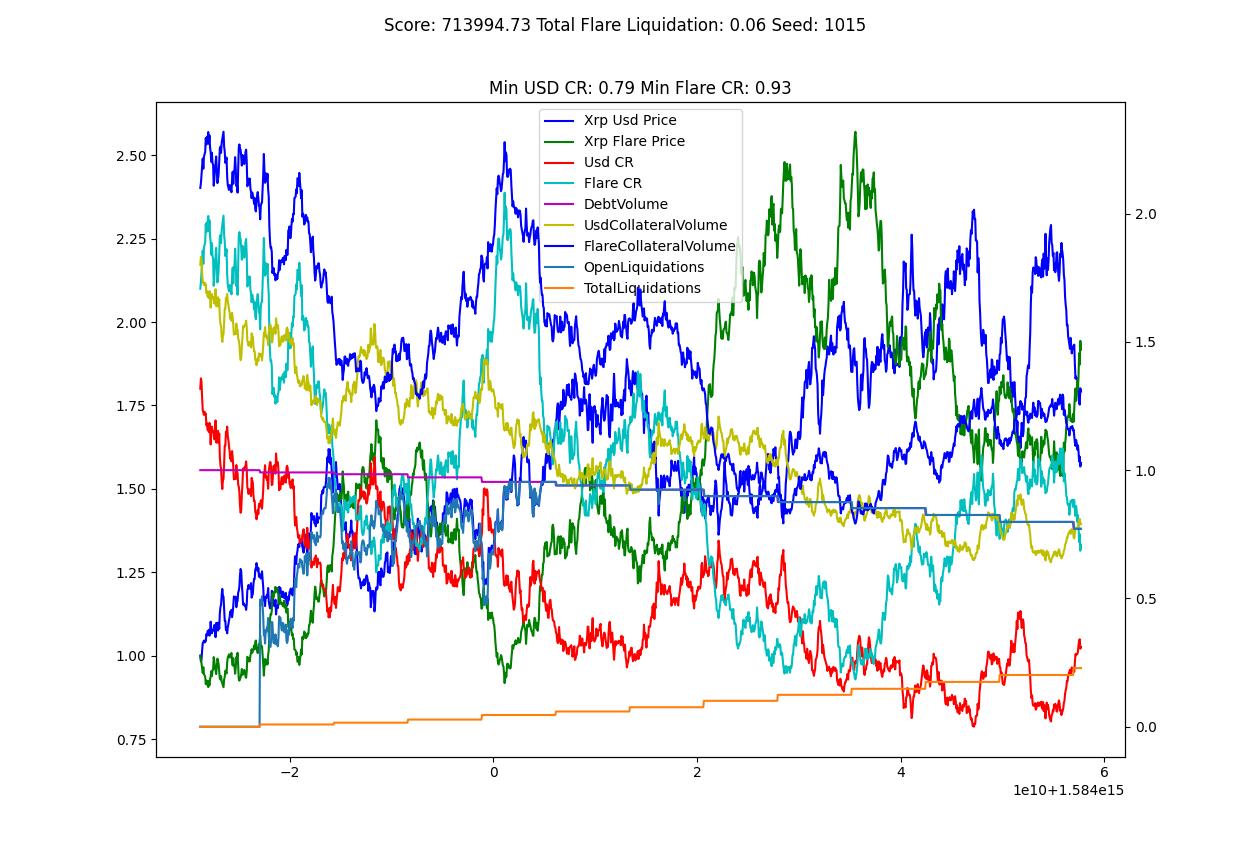 Score: 713994.73 Total Flare Liquidation: 0.06 Seed: 1015
Min USD CR: 0.79 Min Flare CR: 0.93
Xrp Usd Price
Xrp Flare Price
Usd CR
Flare CR
DebtVolume
UsdCollateralVolume
FlareCollateralVolume
OpenLiquidations
TotalLiquidations
2.50
2.25
2.00
1.75
1.50
1.25
1.00
0.75
2.0
1.5
1.0
0.5
0.0
−2 0 2 4 6
1e10+1.584e15